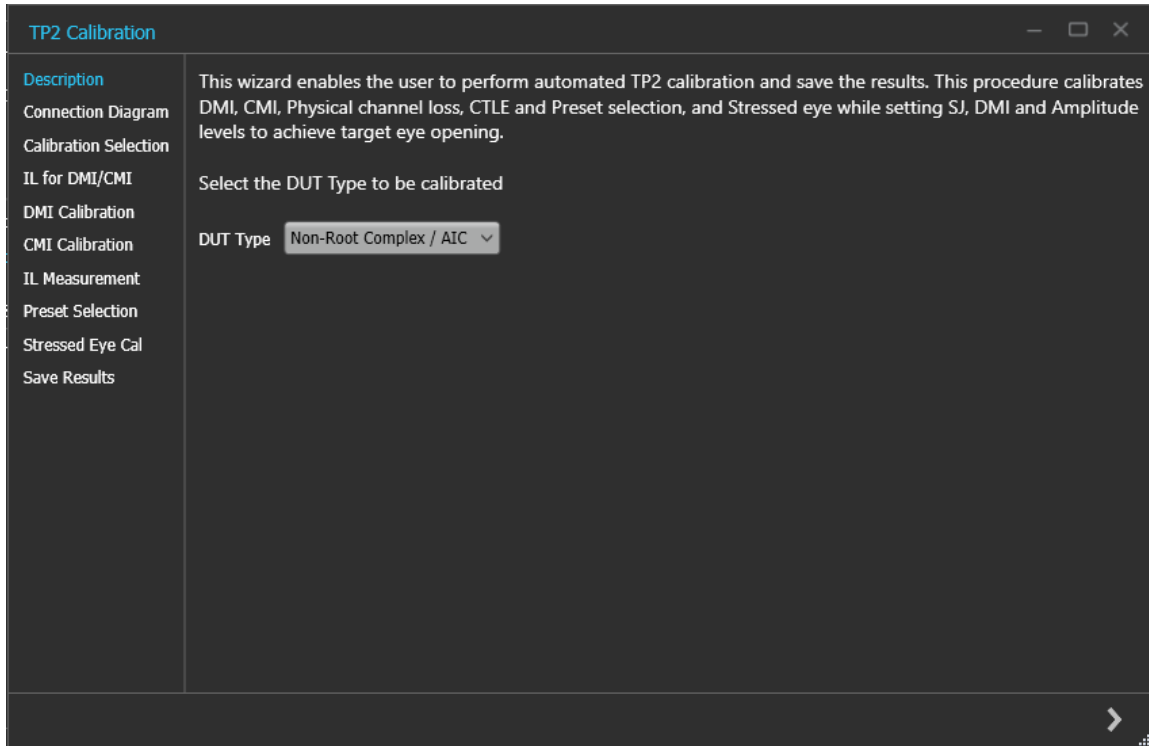 TP2 Calibration
Description
Connection Diagram
Calibration Selection
IL for DMI/CMI
DMI Calibration
CMI Calibration
IL Measurement
Preset Selection
Stressed Eye Cal
Save Results
This wizard enables the user to perform automated TP2 calibration and save the results. This procedure calibrates
DMI, CMI, Physical channel loss, CTLE and Preset selection, and Stressed eye while setting SJ, DMI and Amplitude
levels to achieve target eye opening.
Select the DUT Type to be calibrated
DUT Type Non-Root Complex / AIC